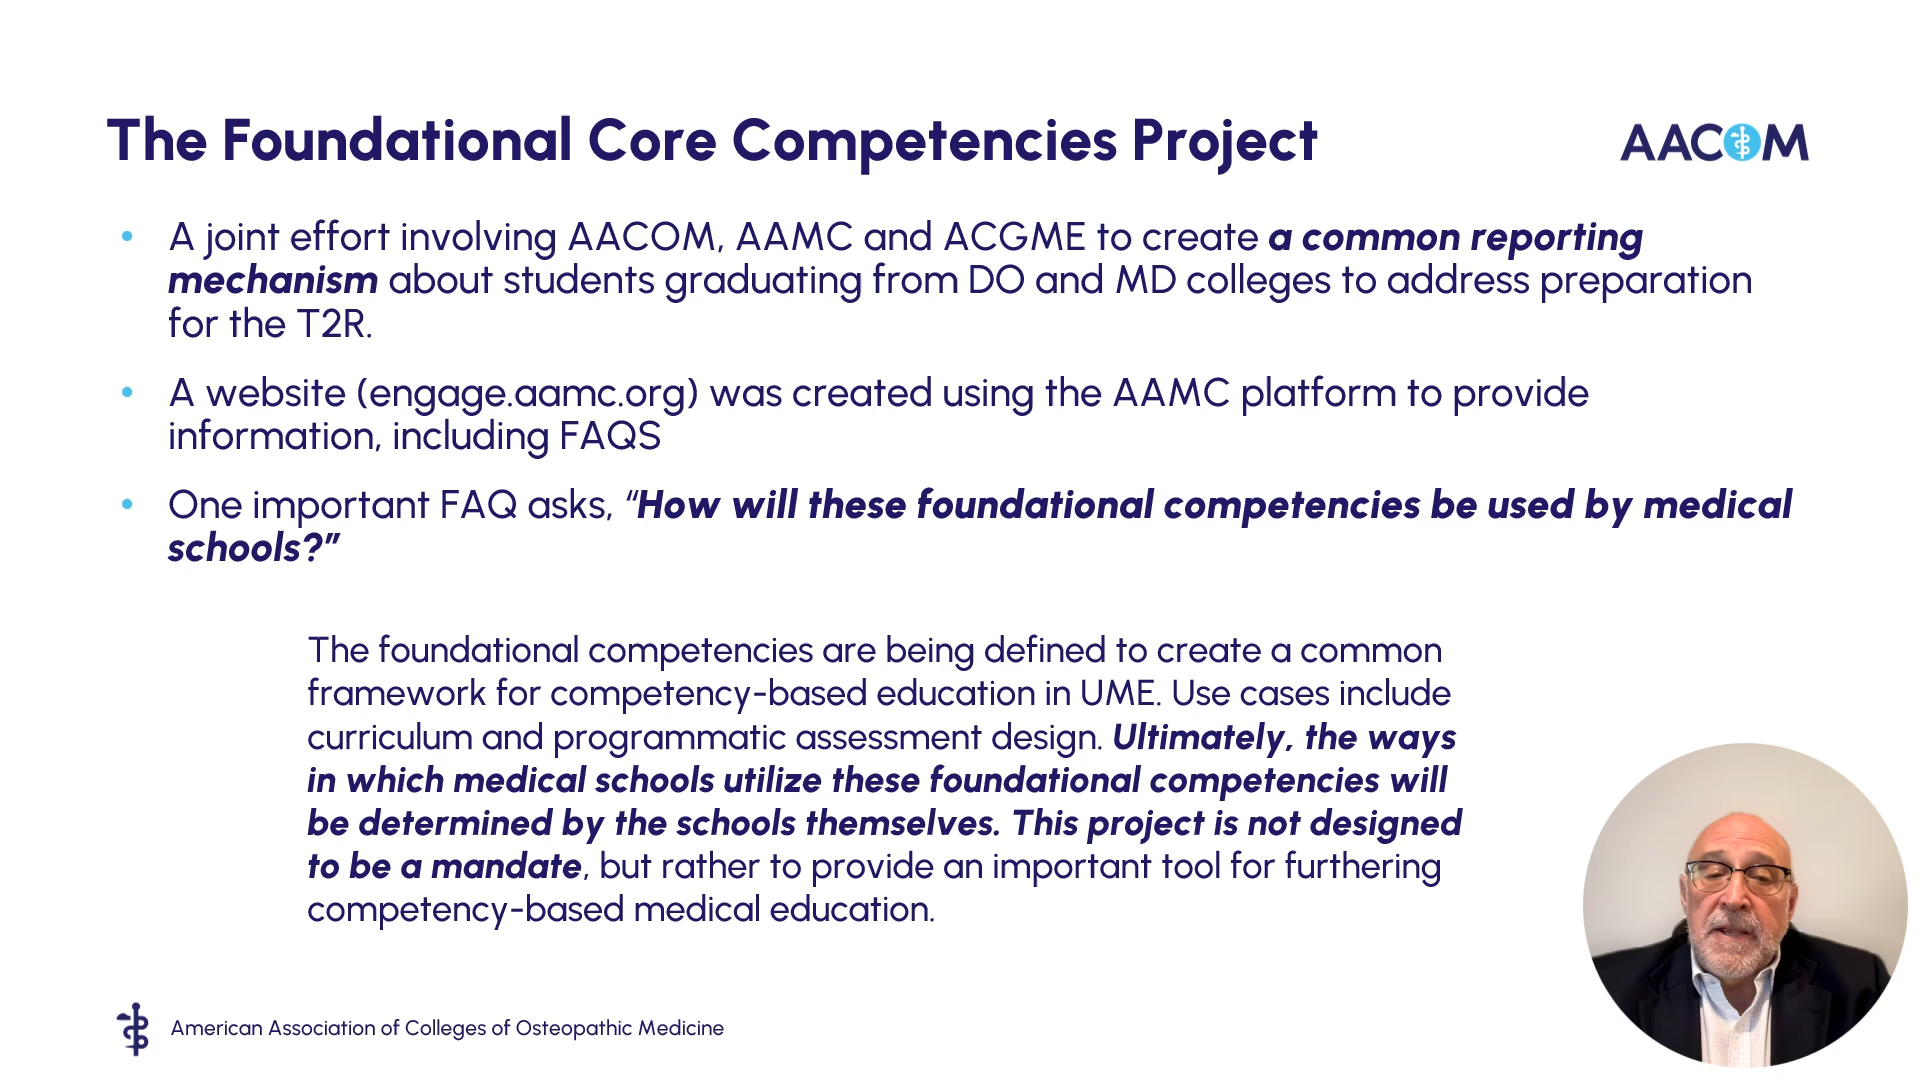 The Foundational Core Competencies Project
AACOM
• A joint effort involving AACOM, AAMC and ACGME to create a common reporting
mechanism about students graduating from DO and MD colleges to address preparation
for the T2R.
• A website (engage.aamc.org) was created using the AAMC platform to provide
information, including FAQS
• One important FAQ asks, “How will these foundational competencies be used by medical
schools?”
The foundational competencies are being defined to create a common
framework for competency-based education in UME. Use cases include
curriculum and programmatic assessment design. Ultimately, the ways
in which medical schools utilize these foundational competencies will
be determined by the schools themselves. This project is not designed
to be a mandate, but rather to provide an important tool for furthering
competency-based medical education.
American Association of Colleges of Osteopathic Medicine